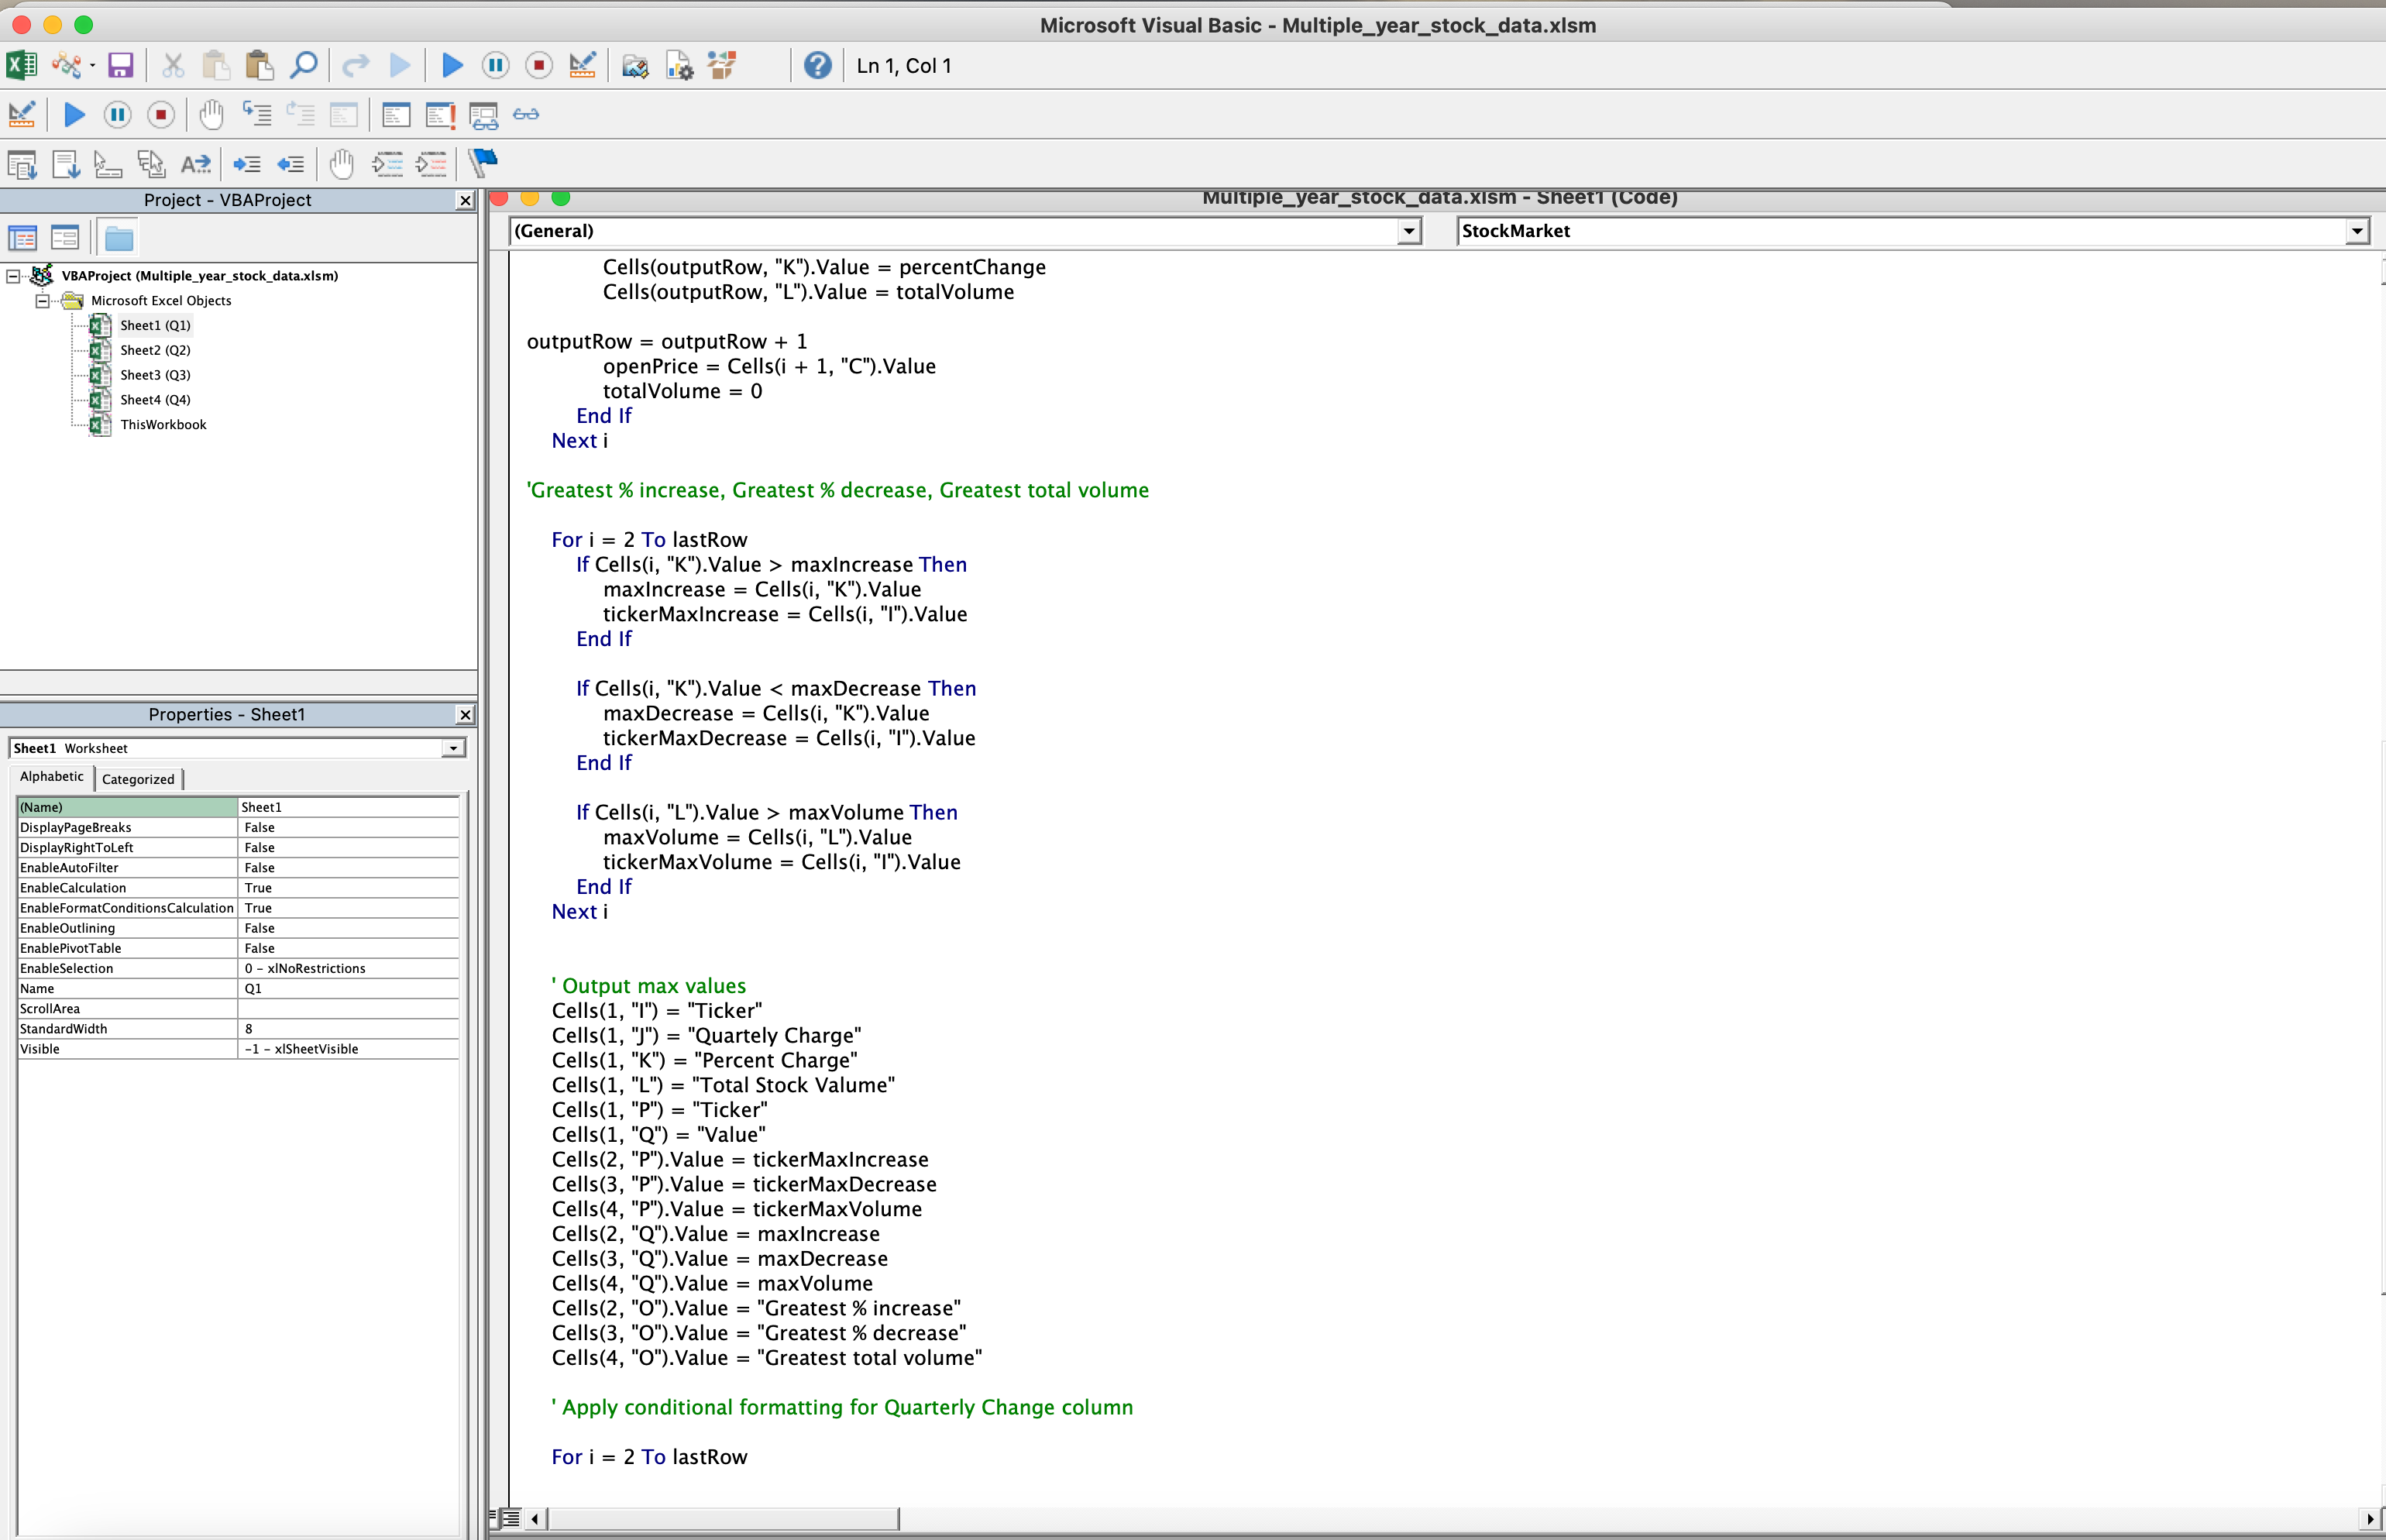 Microsoft Visual Basic - Multiple_year_stock_data.xlsm
Ln 1, Col 1
Project - VBAProject
VBAProject (Multiple_year_stock_data.xlsm)
Microsoft Excel Objects
Sheet1 (Q1)
Sheet2 (Q2)
Sheet3 (Q3)
Sheet4 (Q4)
ThisWorkbook
Properties - Sheet1
Sheet1 Worksheet
Alphabetic Categorized
(Name) Sheet1
DisplayPageBreaks False
DisplayRightToLeft False
EnableAutoFilter False
EnableCalculation True
EnableFormatConditionsCalculation True
EnableOutlining False
EnablePivotTable False
EnableSelection 0 - xlNoRestrictions
Name Q1
ScrollArea
StandardWidth 8
Visible -1 - xlSheetVisible
Multiple_year_stock_data.xlsm - Sheet1 (Code)
(General) StockMarket
Cells(outputRow, "K").Value = percentChange
Cells(outputRow, "L").Value = totalVolume
outputRow = outputRow + 1
openPrice = Cells(i + 1, "C").Value
totalVolume = 0
End If
Next i
'Greatest % increase, Greatest % decrease, Greatest total volume
For i = 2 To lastRow
If Cells(i, "K").Value > maxIncrease Then
maxIncrease = Cells(i, "K").Value
tickerMaxIncrease = Cells(i, "I").Value
End If
If Cells(i, "K").Value < maxDecrease Then
maxDecrease = Cells(i, "K").Value
tickerMaxDecrease = Cells(i, "I").Value
End If
If Cells(i, "L").Value > maxVolume Then
maxVolume = Cells(i, "L").Value
tickerMaxVolume = Cells(i, "I").Value
End If
Next i
' Output max values
Cells(1, "I") = "Ticker"
Cells(1, "J") = "Quartely Charge"
Cells(1, "K") = "Percent Charge"
Cells(1, "L") = "Total Stock Valume"
Cells(1, "P") = "Ticker"
Cells(1, "Q") = "Value"
Cells(2, "P").Value = tickerMaxIncrease
Cells(3, "P").Value = tickerMaxDecrease
Cells(4, "P").Value = tickerMaxVolume
Cells(2, "Q").Value = maxIncrease
Cells(3, "Q").Value = maxDecrease
Cells(4, "Q").Value = maxVolume
Cells(2, "O").Value = "Greatest % increase"
Cells(3, "O").Value = "Greatest % decrease"
Cells(4, "O").Value = "Greatest total volume"
' Apply conditional formatting for Quarterly Change column
For i = 2 To lastRow